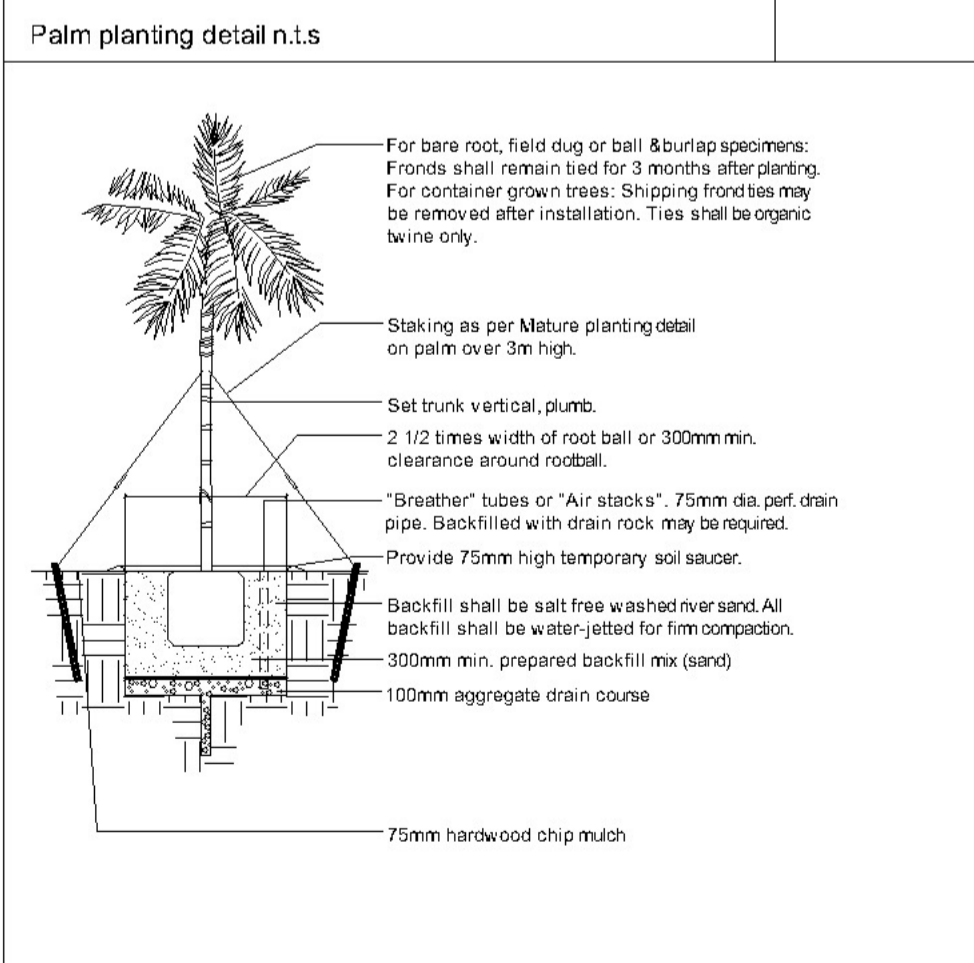 Palm planting detail n.t.s
For bare root, field dug or ball &burlap specimens:
Fronds shall remain tied for 3 months after planting.
For container grown trees: Shipping frond ties may
be removed after installation. Ties shall be organic
twine only.
Staking as per Mature planting detail
on palm over 3m high.
Set trunk vertical, plumb.
2 1/2 times width of root ball or 300mm min.
clearance around rootball.
"Breather" tubes or "Air stacks". 75mm dia. perf. drain
pipe. Backfilled with drain rock may be required.
Provide 75mm high temporary soil saucer.
Backfill shall be salt free washed river sand. All
backfill shall be water-jetted for firm compaction.
300mm min. prepared backfill mix (sand)
100mm aggregate drain course
75mm hardwood chip mulch